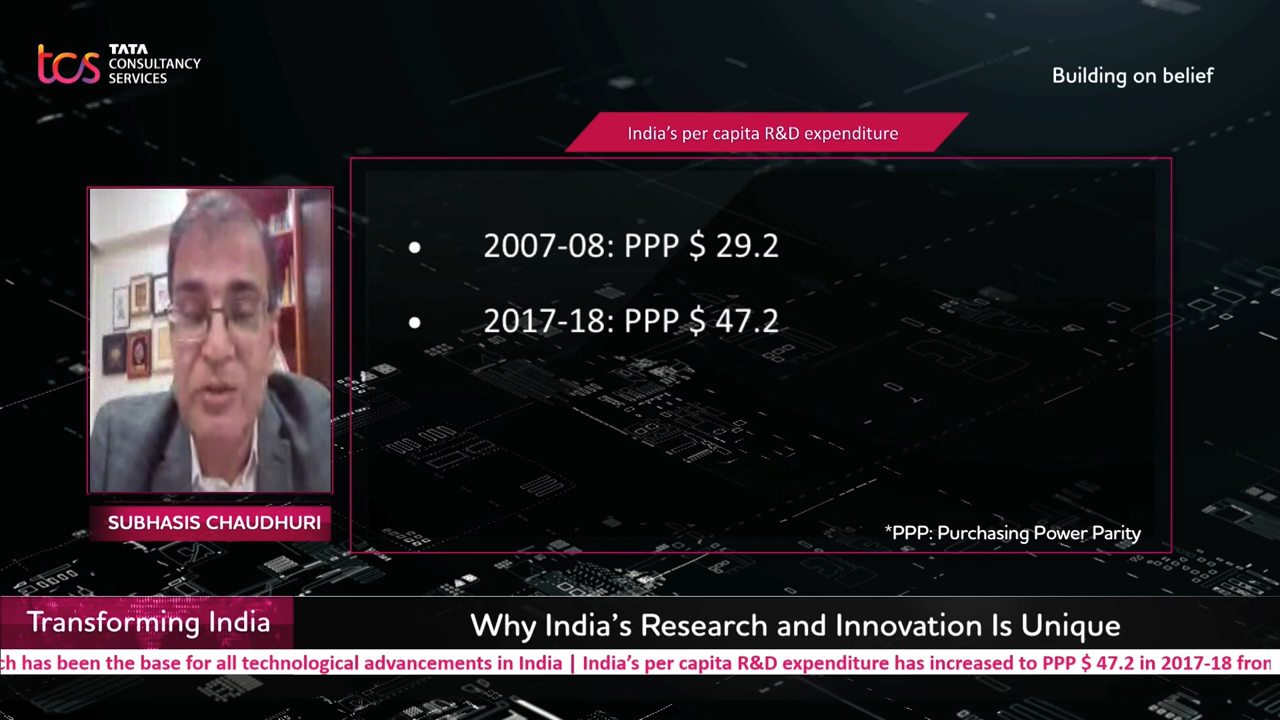 tcs TATA
CONSULTANCY
SERVICES
Building on belief
India’s per capita R&D expenditure
• 2007-08: PPP $ 29.2
• 2017-18: PPP $ 47.2
*PPP: Purchasing Power Parity
SUBHASIS CHAUDHURI
Transforming India
Why India’s Research and Innovation Is Unique
ch has been the base for all technological advancements in India | India’s per capita R&D expenditure has increased to PPP $ 47.2 in 2017-18 from